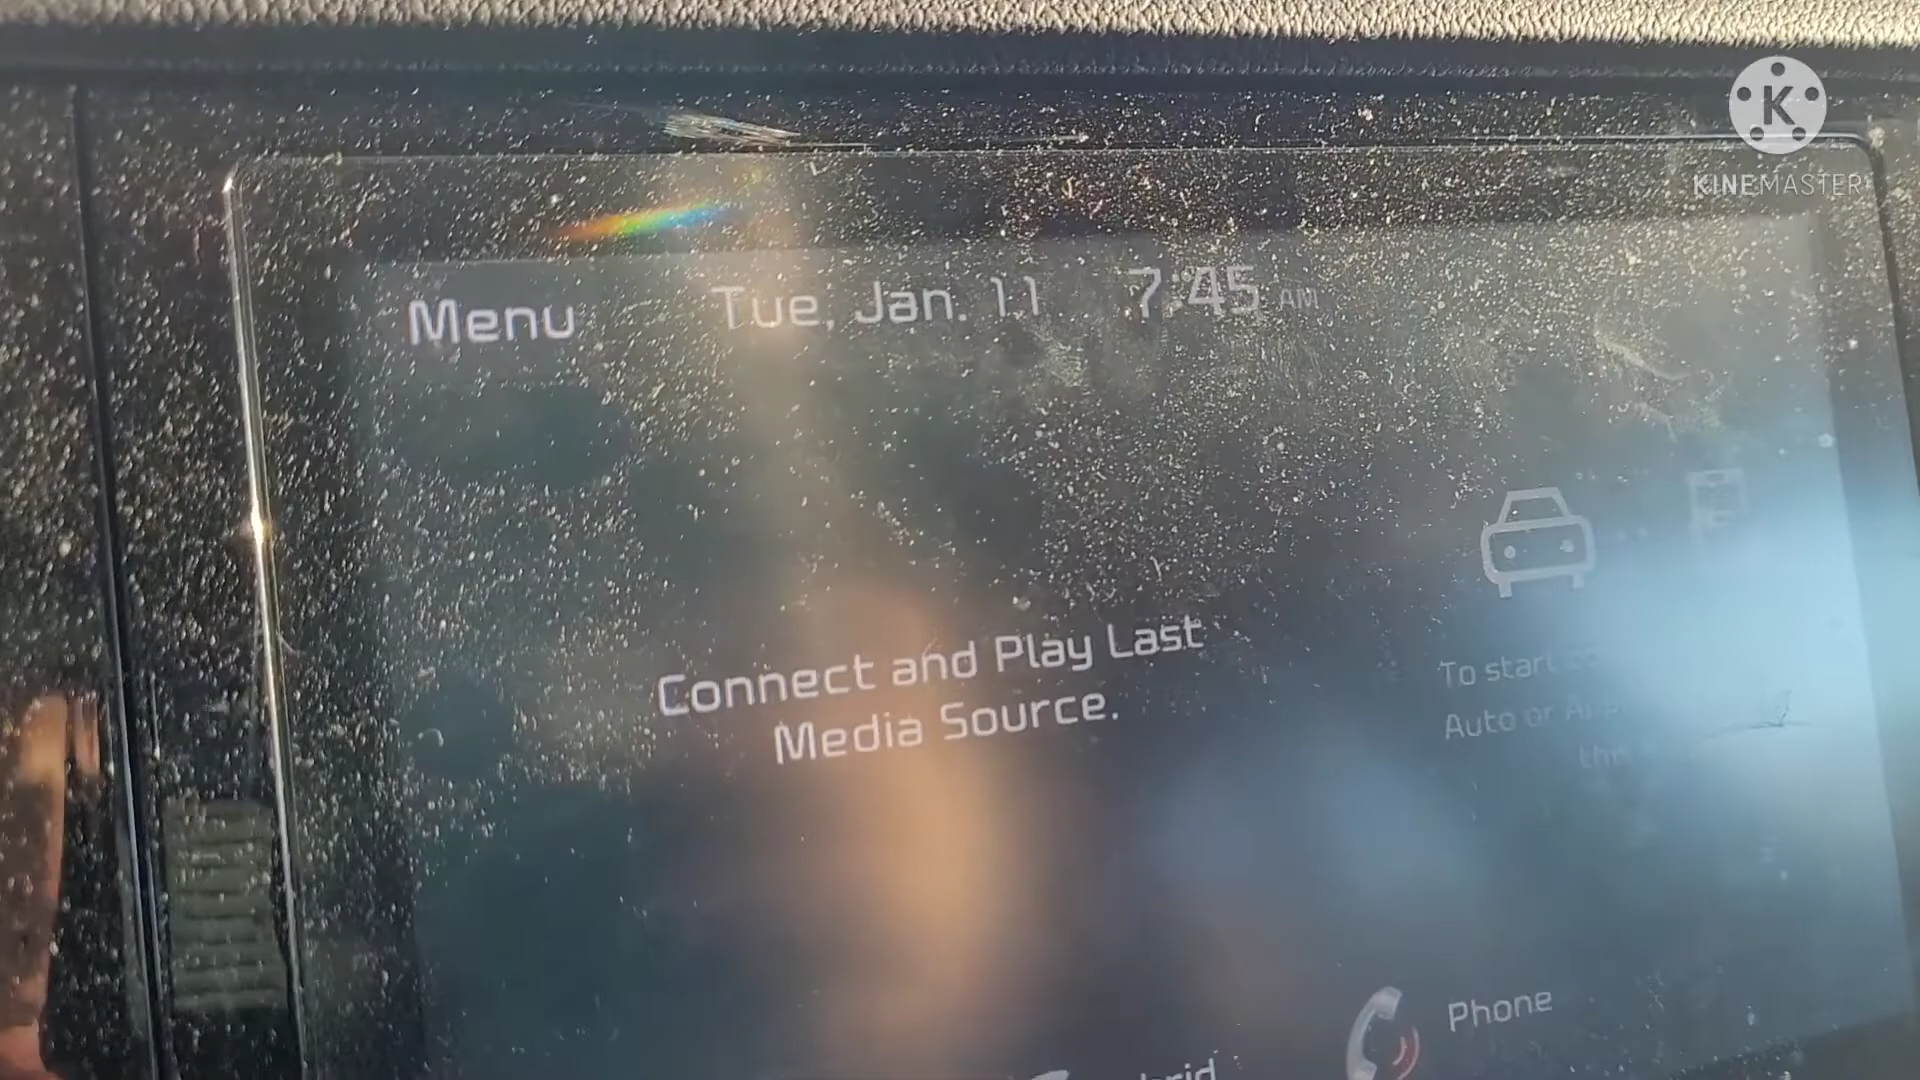 K
KINEMASTER
Menu Tue, Jan. 11 7:45 AM
Connect and Play Last
Media Source.
To start
Auto or
Phone